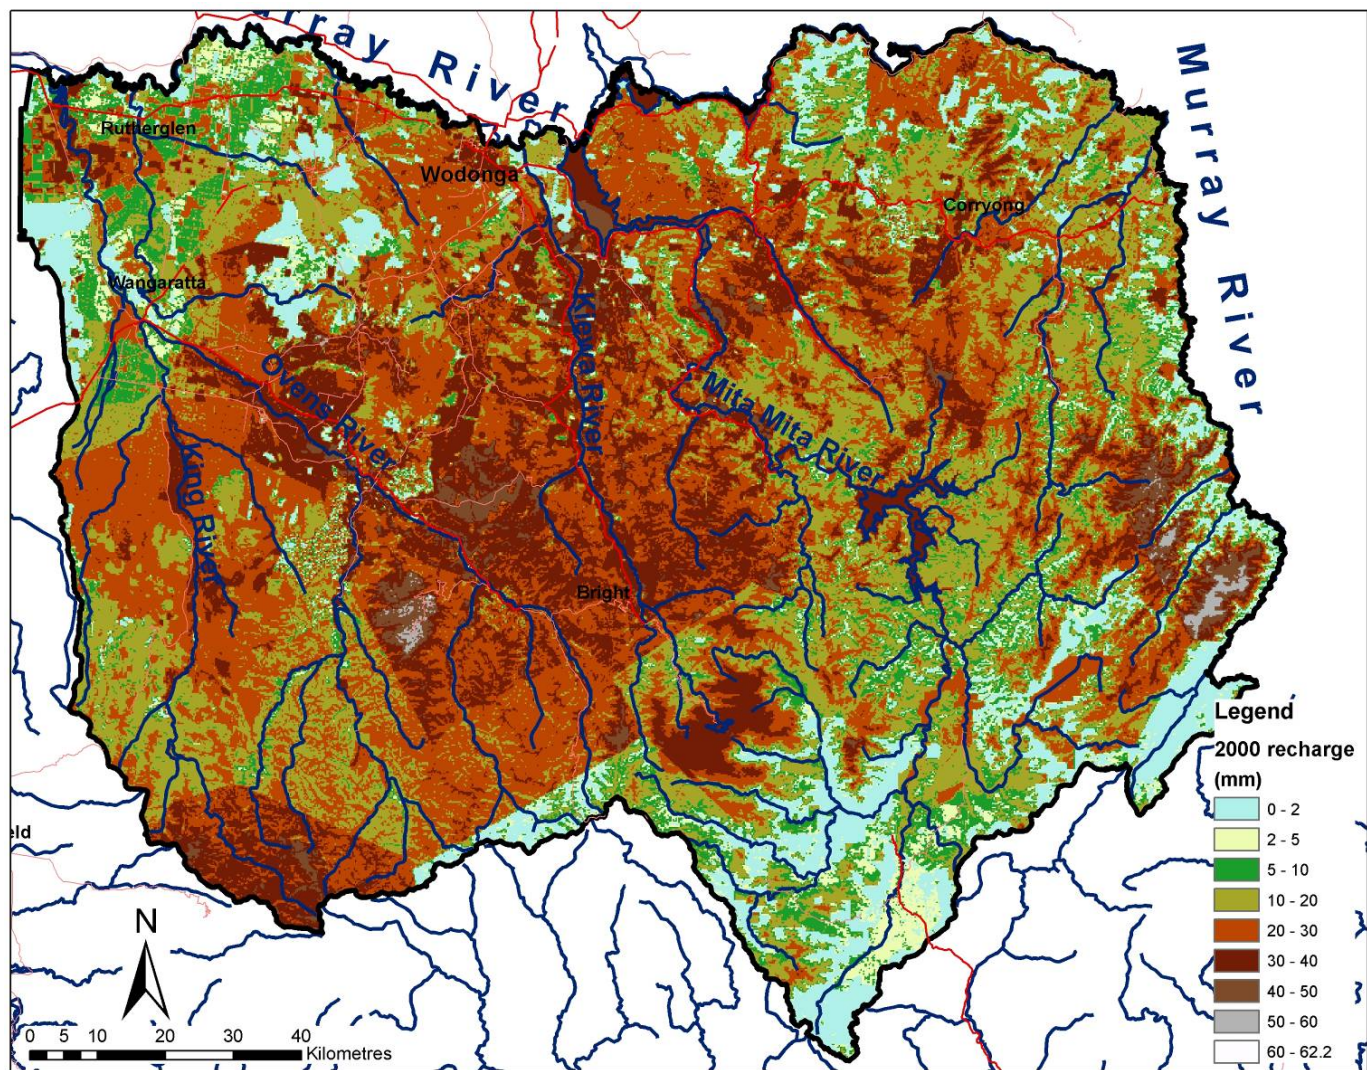 Murray River
Murray River
Rutherglen
Wodonga
Corryong
Wangaratta
Kiewa River
Ovens River
Mita Mita River
King River
Bright
eld
N
0 5 10 20 30 40
Kilometres
Legend
2000 recharge
(mm)
0 - 2
2 - 5
5 - 10
10 - 20
20 - 30
30 - 40
40 - 50
50 - 60
60 - 62.2